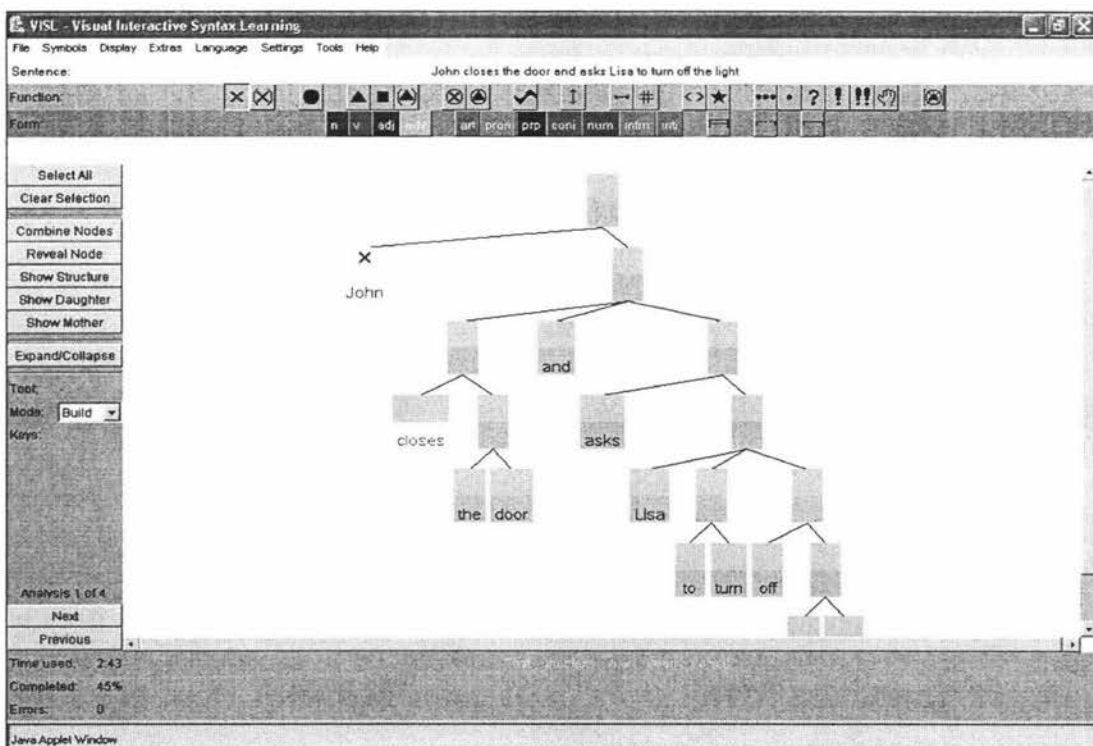 VISL - Visual Interactive Syntax Learning
File Symbols Display Extras Language Settings Tools Help
Sentence: John closes the door and asks Lisa to turn off the light
Function:
Form: n v adj adv art pron prp conj num infm intj
Select All
Clear Selection
Combine Nodes
Reveal Node
Show Structure
Show Daughter
Show Mother
Expand/Collapse
Tool: -
Mode: Build
Keys:
John
and
closes
asks
the door
Lisa
to turn off
Analysis 1 of 4
Next
Previous
Time used: 2:43
Completed: 45%
Errors: 0
Java Applet Window